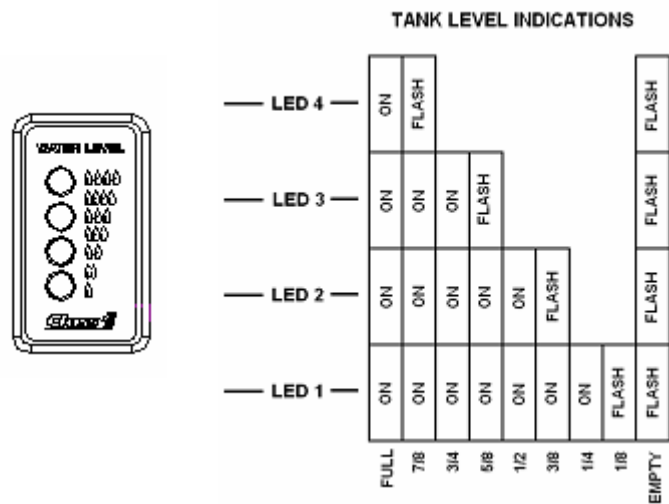 TANK LEVEL INDICATIONS
WATER LEVEL
Class 1
LED 4 ON FLASH FLASH
LED 3 ON ON ON FLASH FLASH
LED 2 ON ON ON ON ON FLASH FLASH
LED 1 ON ON ON ON ON ON ON FLASH FLASH
FULL 7/8 3/4 5/8 1/2 3/8 1/4 1/8 EMPTY